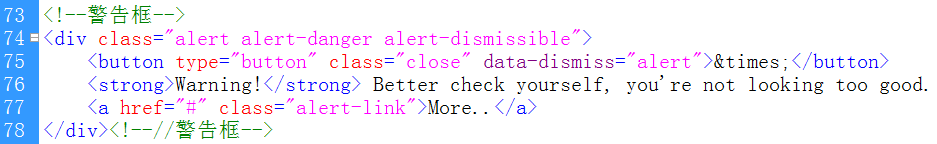 73 <!--警告框-->
74 <div class="alert alert-danger alert-dismissible">
75 <button type="button" class="close" data-dismiss="alert">&times;</button>
76 <strong>Warning!</strong> Better check yourself, you're not looking too good.
77 <a href="#" class="alert-link">More..</a>
78 </div><!--//警告框-->